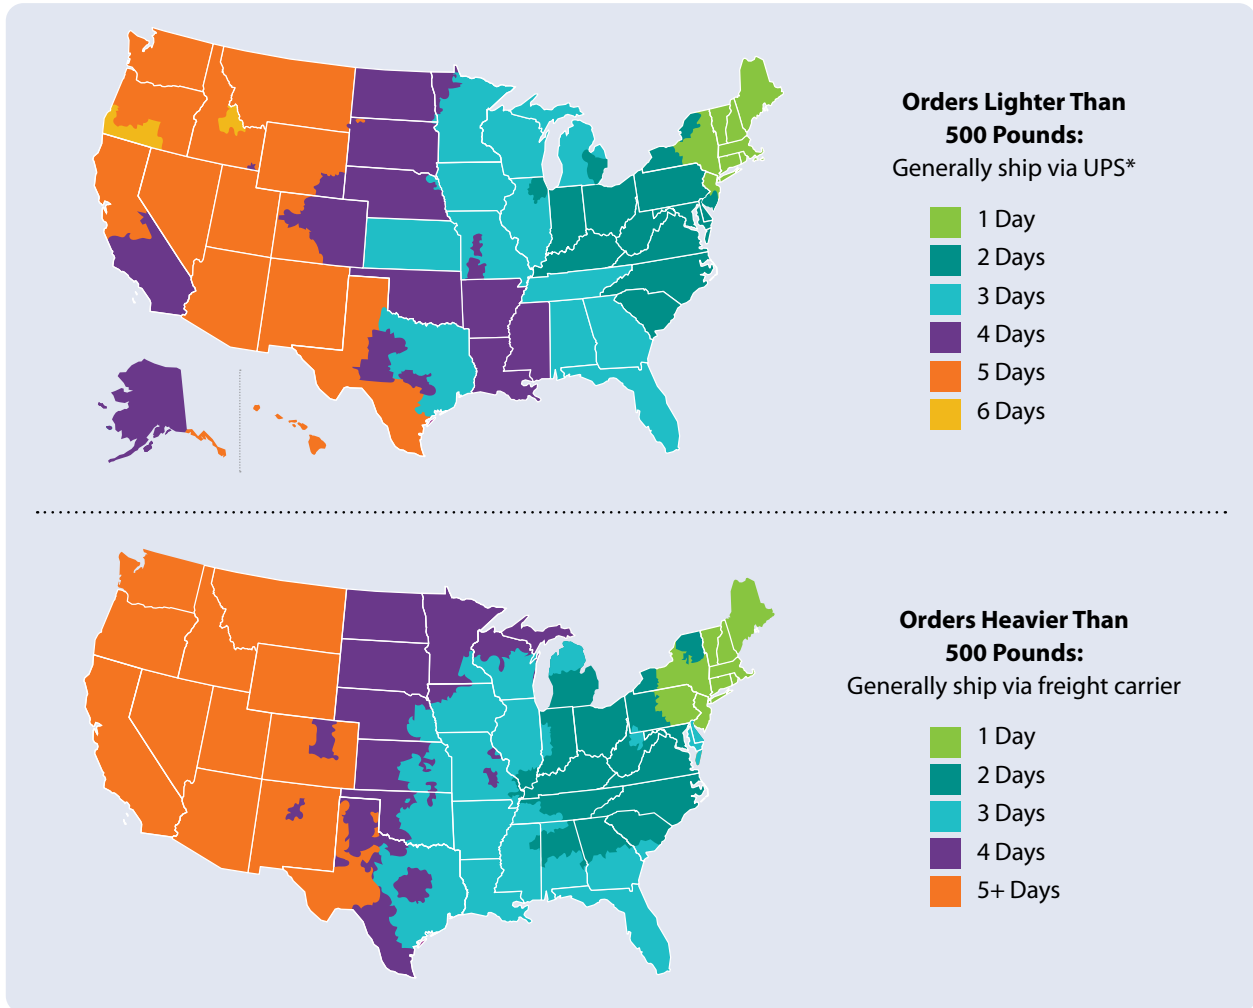 Orders Lighter Than
500 Pounds:
Generally ship via UPS*
1 Day
2 Days
3 Days
4 Days
5 Days
6 Days
Orders Heavier Than
500 Pounds:
Generally ship via freight carrier
1 Day
2 Days
3 Days
4 Days
5+ Days